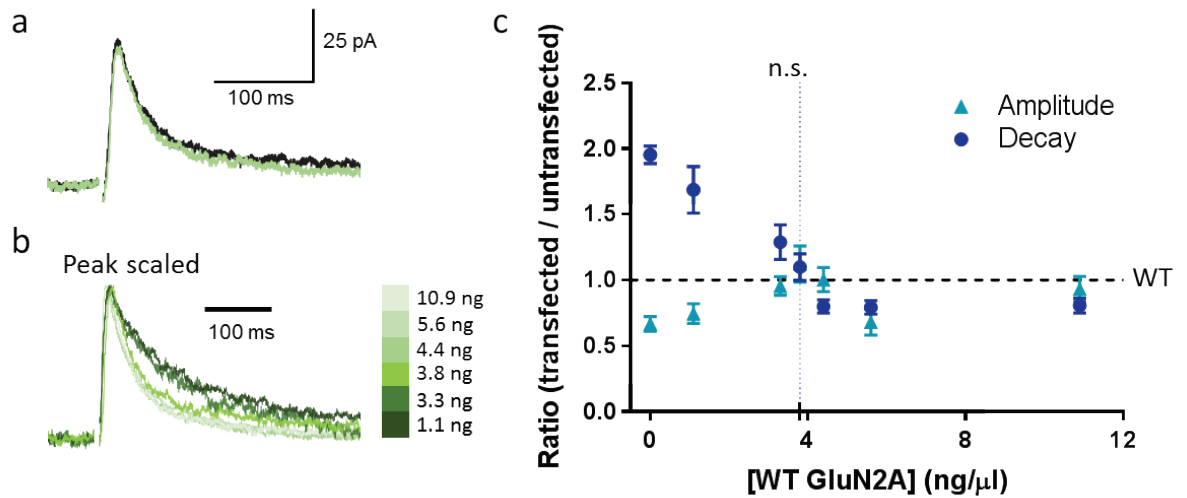 a
25 pA
100 ms
b
Peak scaled
100 ms
10.9 ng
5.6 ng
4.4 ng
3.8 ng
3.3 ng
1.1 ng
c
n.s.
Amplitude
Decay
WT
Ratio (transfected / untransfected)
2.5
2.0
1.5
1.0
0.5
0.0
0
4
8
12
[WT GluN2A] (ng/µl)